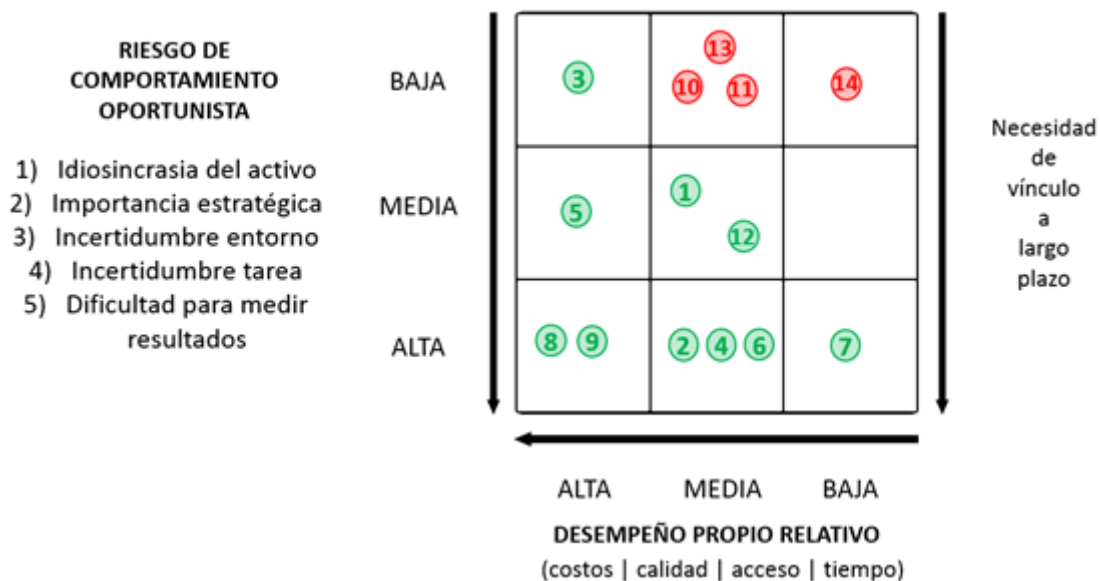 RIESGO DE
COMPORTAMIENTO
OPORTUNISTA
1) Idiosincrasia del activo
2) Importancia estratégica
3) Incertidumbre entorno
4) Incertidumbre tarea
5) Dificultad para medir
resultados
BAJA
3
13
10
11
14
MEDIA
5
1
12
ALTA
8 9
2 4 6
7
Necesidad
de
vínculo
a
largo
plazo
ALTA MEDIA BAJA
DESEMPEÑO PROPIO RELATIVO
(costos | calidad | acceso | tiempo)